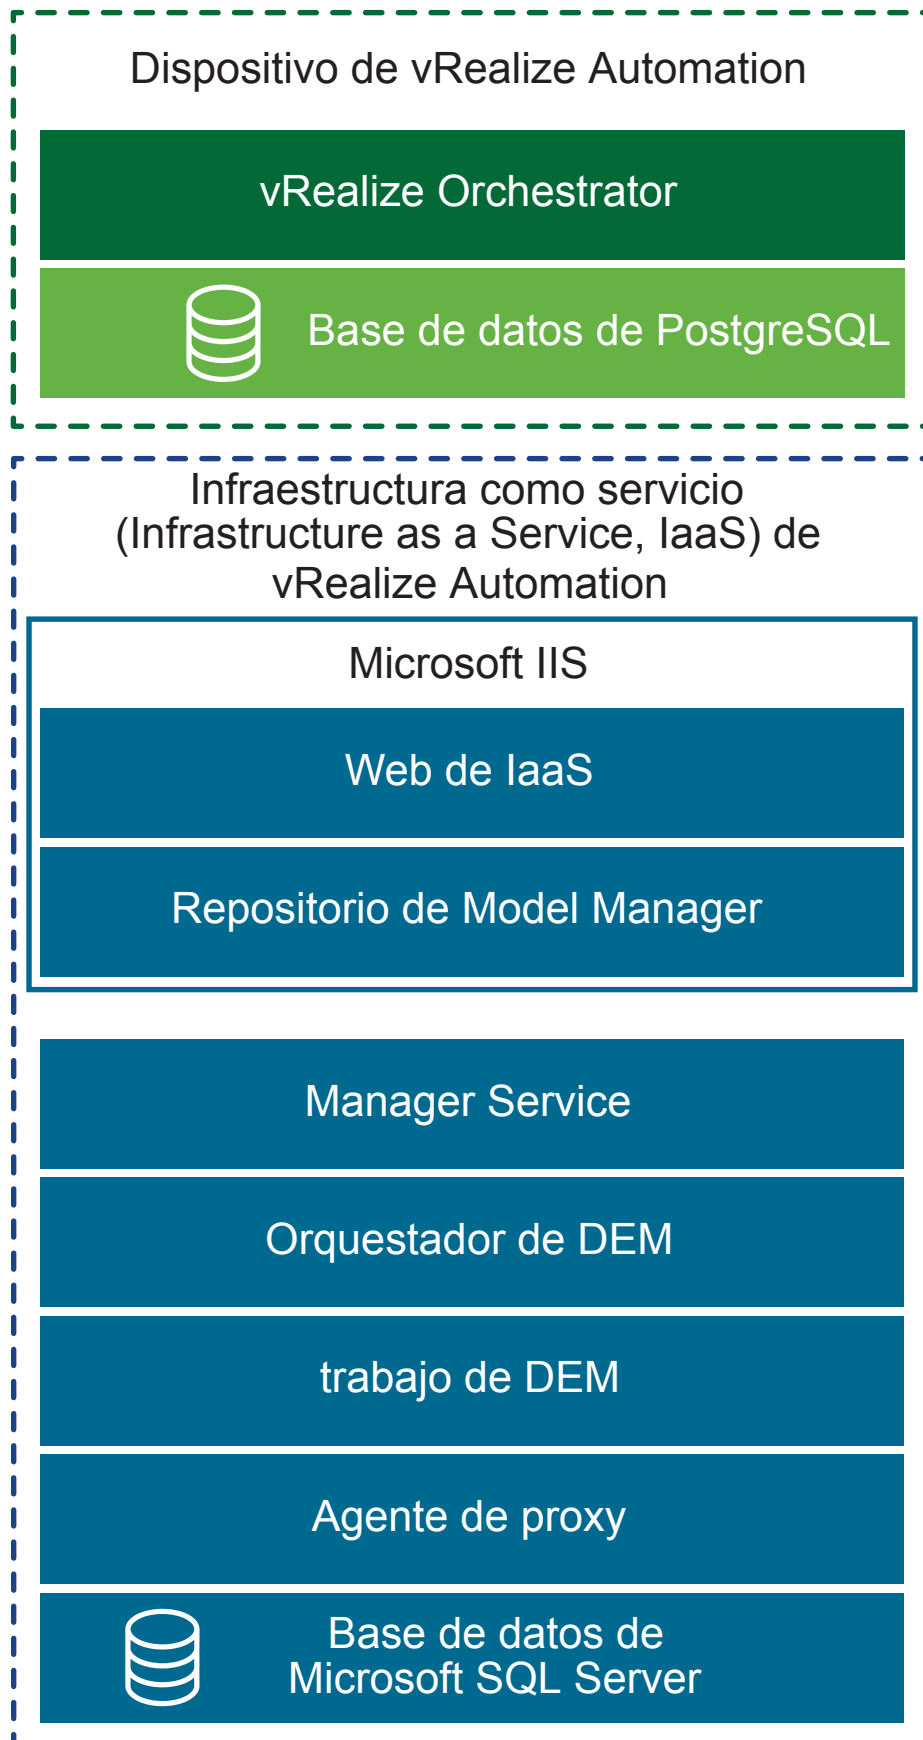 Dispositivo de vRealize Automation
vRealize Orchestrator
Base de datos de PostgreSQL
Infraestructura como servicio
(Infrastructure as a Service, IaaS) de
vRealize Automation
Microsoft IIS
Web de IaaS
Repositorio de Model Manager
Manager Service
Orquestador de DEM
trabajo de DEM
Agente de proxy
Base de datos de
Microsoft SQL Server